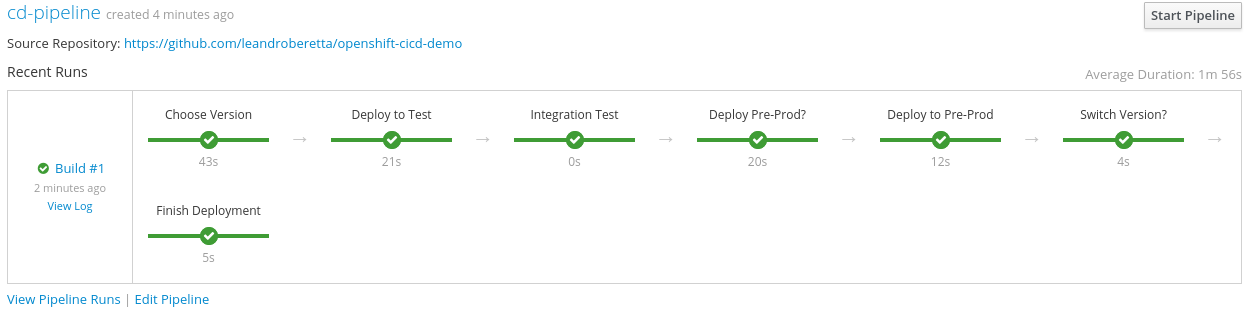 cd-pipeline created 4 minutes ago
Start Pipeline
Source Repository: https://github.com/leandroberetta/openshift-cicd-demo
Recent Runs
Average Duration: 1m 56s
Build #1
2 minutes ago
View Log
Choose Version → Deploy to Test → Integration Test → Deploy Pre-Prod? → Deploy to Pre-Prod → Switch Version? →
43s 21s 0s 20s 12s 4s
Finish Deployment
5s
View Pipeline Runs | Edit Pipeline